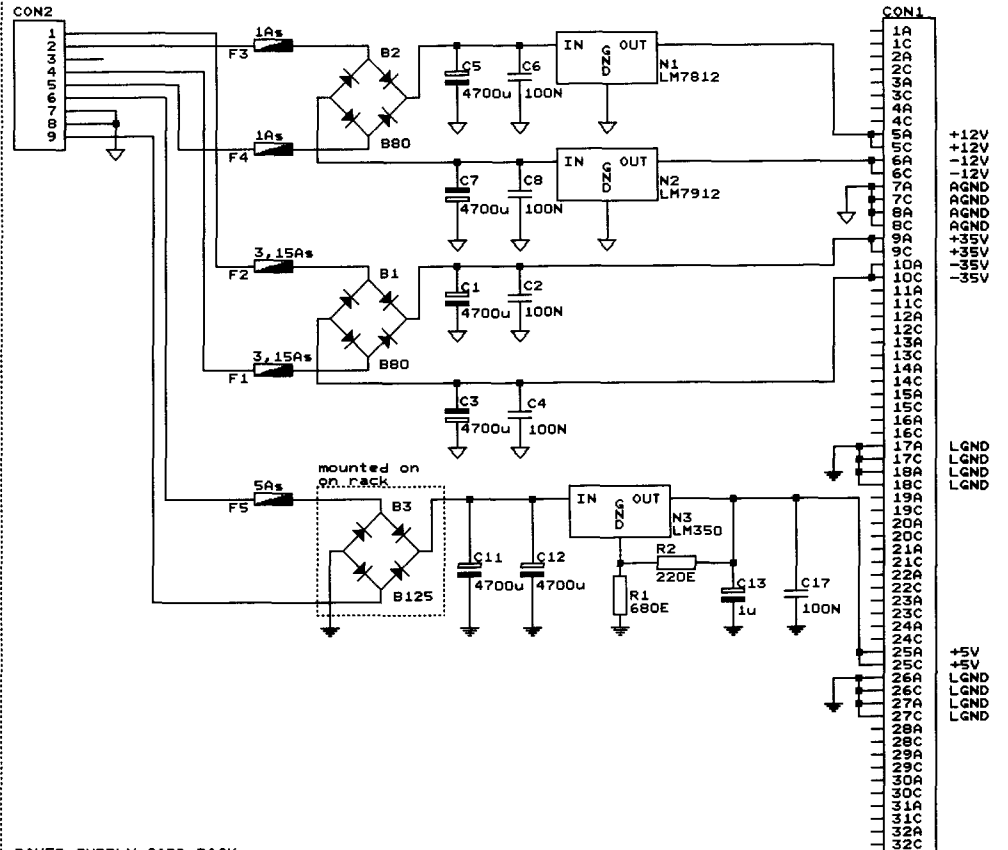 CON2
1
2
3
4
5
6
7
8
9
1As
F3
1As
F4
B2
B80
C5
4700u
C6
100N
IN GND OUT
N1
LM7812
C7
4700u
C8
100N
IN GND OUT
N2
LM7912
3,15As
F2
3,15As
F1
B1
B80
C1
4700u
C2
100N
C3
4700u
C4
100N
mounted on
on rack
5As
F5
B3
B125
C11
4700u
C12
4700u
IN GND OUT
N3
LM350
R2
220E
R1
680E
C13
1u
C17
100N
CON1
1A
1C
2A
2C
3A
3C
4A
4C
5A +12V
5C +12V
6A -12V
6C -12V
7A AGND
7C AGND
8A AGND
8C AGND
9A +35V
9C +35V
10A -35V
10C -35V
11A
11C
12A
12C
13A
13C
14A
14C
15A
15C
16A
16C
17A LGND
17C LGND
18A LGND
18C LGND
19A
19C
20A
20C
21A
21C
22A
22C
23A
23C
24A
24C
25A +5V
25C +5V
26A LGND
26C LGND
27A LGND
27C LGND
28A
28C
29A
29C
30A
30C
31A
31C
32A
32C